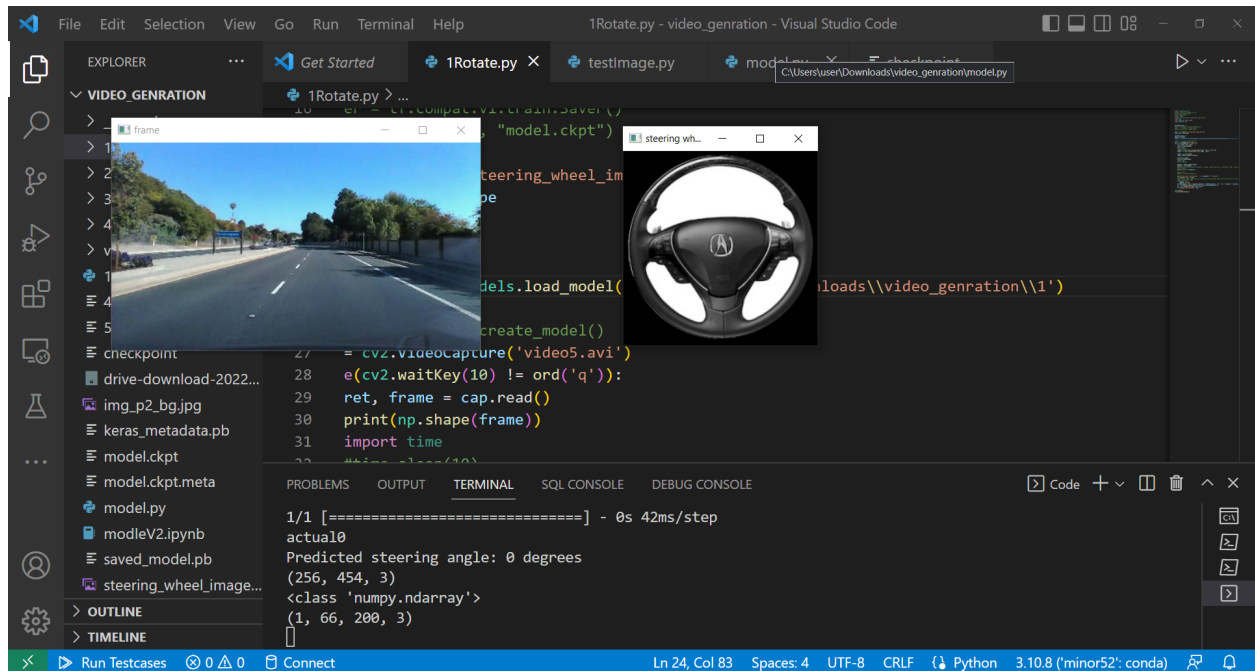 File Edit Selection View Go Run Terminal Help
1Rotate.py - video_genration - Visual Studio Code
EXPLORER
Get Started
1Rotate.py
testImage.py
C:\Users\user\Downloads\video_genration\model.py
VIDEO_GENRATION
1Rotate.py > ...
frame
steering wh...
, "model.ckpt")
teering_wheel_im
pe
dels.load_model(
loads\\video_genration\\1')
create_model()
checkpoint
drive-download-2022...
img_p2_bg.jpg
keras_metadata.pb
model.ckpt
model.ckpt.meta
model.py
modleV2.ipynb
saved_model.pb
steering_wheel_image...
OUTLINE
TIMELINE
27 = cv2.VideoCapture('video5.avi')
28 e(cv2.waitKey(10) != ord('q')):
29 ret, frame = cap.read()
30 print(np.shape(frame))
31 import time
PROBLEMS OUTPUT TERMINAL SQL CONSOLE DEBUG CONSOLE
Code
1/1 [==============================] - 0s 42ms/step
actual0
Predicted steering angle: 0 degrees
(256, 454, 3)
<class 'numpy.ndarray'>
(1, 66, 200, 3)
Run Testcases 0 0 Connect
Ln 24, Col 83 Spaces: 4 UTF-8 CRLF Python 3.10.8 ('minor52': conda)